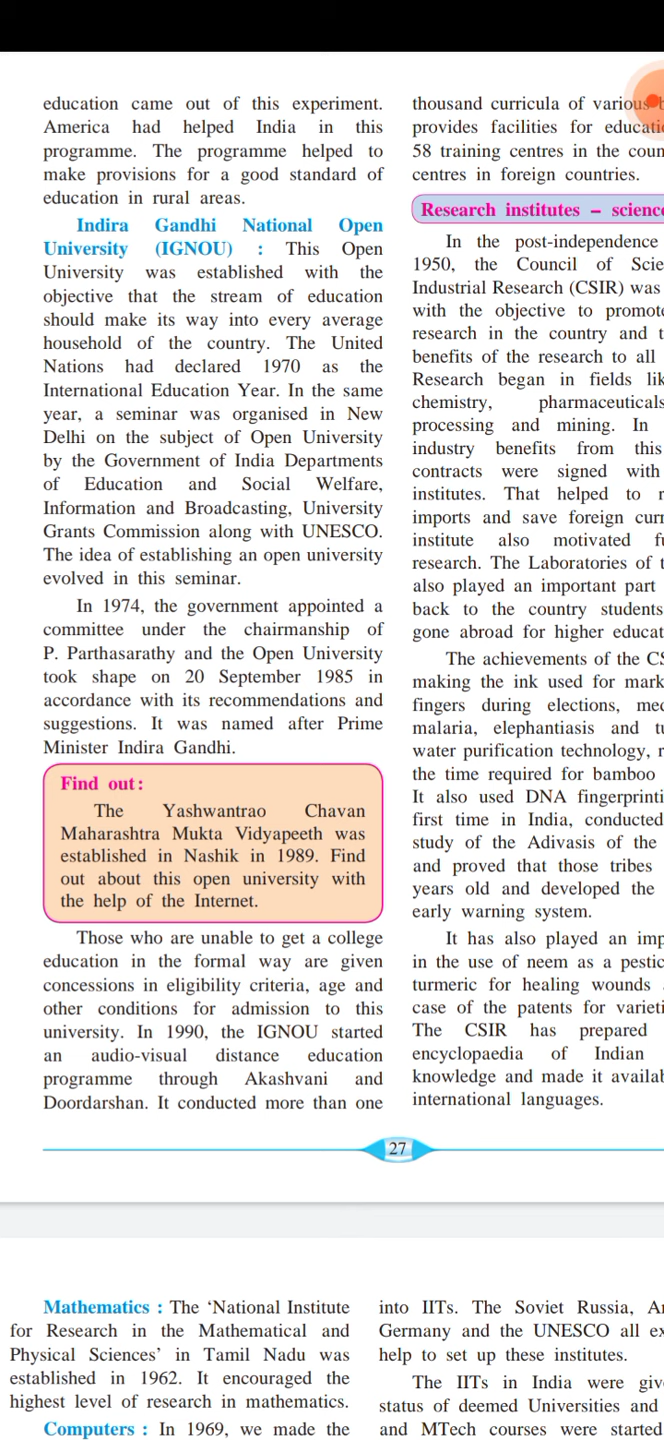 education came out of this experiment.
America had helped India in this
programme. The programme helped to
make provisions for a good standard of
education in rural areas.
Indira Gandhi National Open
University (IGNOU) : This Open
University was established with the
objective that the stream of education
should make its way into every average
household of the country. The United
Nations had declared 1970 as the
International Education Year. In the same
year, a seminar was organised in New
Delhi on the subject of Open University
by the Government of India Departments
of Education and Social Welfare,
Information and Broadcasting, University
Grants Commission along with UNESCO.
The idea of establishing an open university
evolved in this seminar.
In 1974, the government appointed a
committee under the chairmanship of
P. Parthasarathy and the Open University
took shape on 20 September 1985 in
accordance with its recommendations and
suggestions. It was named after Prime
Minister Indira Gandhi.
Find out:
The Yashwantrao Chavan
Maharashtra Mukta Vidyapeeth was
established in Nashik in 1989. Find
out about this open university with
the help of the Internet.
Those who are unable to get a college
education in the formal way are given
concessions in eligibility criteria, age and
other conditions for admission to this
university. In 1990, the IGNOU started
an audio-visual distance education
programme through Akashvani and
Doordarshan. It conducted more than one
thousand curricula of various
provides facilities for
58 training centres in the
centres in foreign countries.
Research institutes –
In the post-independence
1950, the Council of
Industrial Research (CSIR) was
with the objective to
research in the country and
benefits of the research to all
Research began in fields
chemistry, pharmaceuticals
processing and mining. In
industry benefits from this
contracts were signed with
institutes. That helped to
imports and save foreign
institute also motivated
research. The Laboratories of
also played an important part
back to the country students
gone abroad for higher
The achievements of the
making the ink used for
fingers during elections,
malaria, elephantiasis and
water purification technology,
the time required for bamboo
It also used DNA
first time in India, conducted
study of the Adivasis of the
and proved that those tribes
years old and developed the
early warning system.
It has also played an
in the use of neem as a
turmeric for healing wounds
case of the patents for
The CSIR has prepared
encyclopaedia of Indian
knowledge and made it
international languages.
27
Mathematics : The ‘National Institute
for Research in the Mathematical and
Physical Sciences’ in Tamil Nadu was
established in 1962. It encouraged the
highest level of research in mathematics.
Computers : In 1969, we made the
into IITs. The Soviet Russia,
Germany and the UNESCO all
help to set up these institutes.
The IITs in India were
status of deemed Universities and
and MTech courses were started